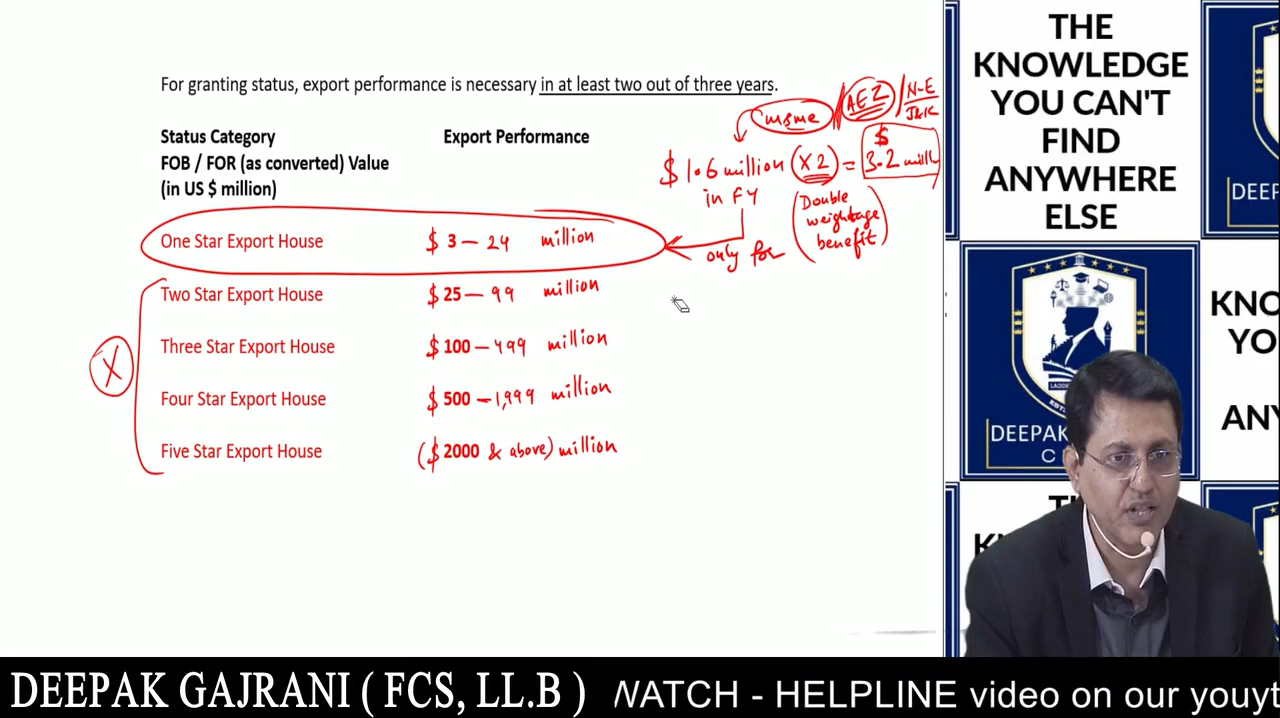 For granting status, export performance is necessary in at least two out of three years.
Status Category Export Performance
FOB / FOR (as converted) Value
(in US $ million)
One Star Export House $ 3 – 24 million
Two Star Export House $ 25 – 99 million
Three Star Export House $ 100 – 499 million
Four Star Export House $ 500 – 1,999 million
Five Star Export House ($ 2000 & above) million
X
msme / AEZ / N-E
J&K
$ 1.6 million (X 2) = $ 3.2
in FY
(Double
weightage
benefit)
only for
THE
KNOWLEDGE
YOU CAN'T
FIND
ANYWHERE
ELSE
DEEP
DEEPAK
C
KNO
YO
AN
DEEPAK GAJRANI ( FCS, LL.B ) WATCH - HELPLINE video on our youyt